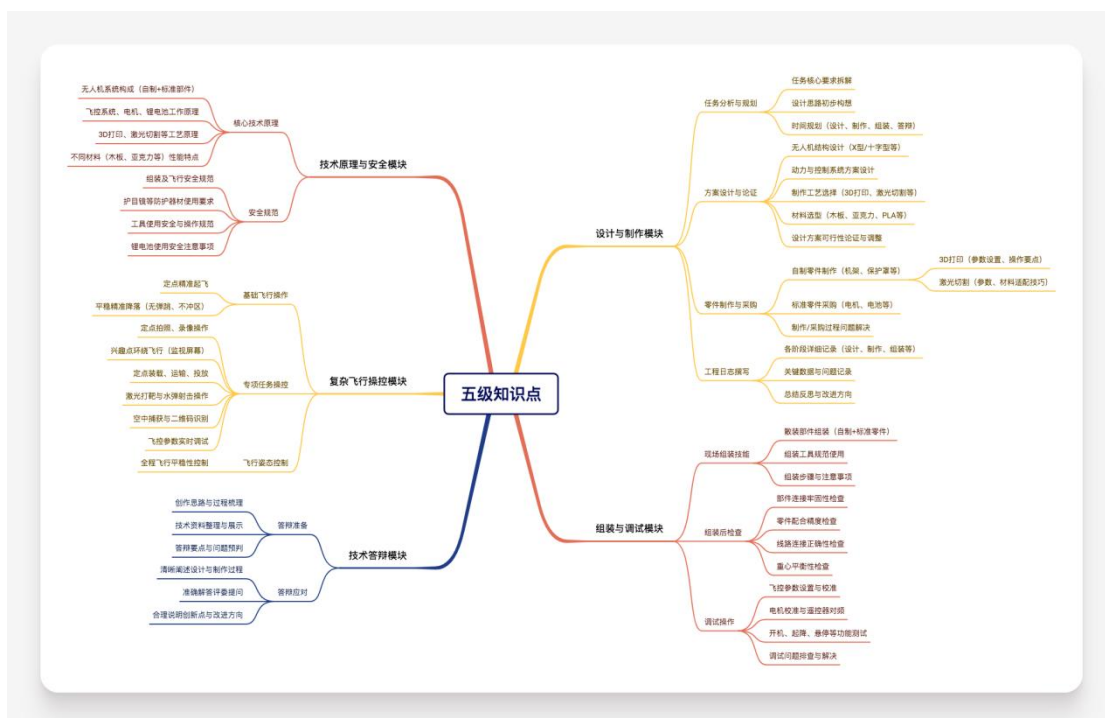 五级知识点
技术原理与安全模块
核心技术原理
无人机系统构成（自制+标准部件）
飞控系统、电机、锂电池工作原理
3D打印、激光切割等工艺原理
不同材料（木板、亚克力等）性能特点
安全规范
组装及飞行安全规范
护目镜等防护器材使用要求
工具使用安全与操作规范
锂电池使用安全注意事项
复杂飞行操控模块
基础飞行操作
定点精准起飞
平稳精准降落（无弹跳、不冲区）
专项任务操控
定点拍照、录像操作
兴趣点环绕飞行（监视屏幕）
定点装载、运输、投放
激光打靶与水弹射击操作
空中捕获与二维码识别
飞控参数实时调试
飞行姿态控制
全程飞行平稳性控制
技术答辩模块
答辩准备
创作思路与过程梳理
技术资料整理与展示
答辩要点与问题预判
答辩应对
清晰阐述设计与制作过程
准确解答评委提问
合理说明创新点与改进方向
设计与制作模块
任务分析与规划
任务核心要求拆解
设计思路初步构想
时间规划（设计、制作、组装、答辩）
方案设计与论证
无人机结构设计（X型/十字型等）
动力与控制系统方案设计
制作工艺选择（3D打印、激光切割等）
材料选型（木板、亚克力、PLA等）
设计方案可行性论证与调整
零件制作与采购
自制零件制作（机架、保护罩等）
3D打印（参数设置、操作要点）
激光切割（参数、材料适配技巧）
标准零件采购（电机、电池等）
制作/采购过程问题解决
工程日志撰写
各阶段详细记录（设计、制作、组装等）
关键数据与问题记录
总结反思与改进方向
组装与调试模块
现场组装技能
散装部件组装（自制+标准零件）
组装工具规范使用
组装步骤与注意事项
组装后检查
部件连接牢固性检查
零件配合精度检查
线路连接正确性检查
重心平衡性检查
调试操作
飞控参数设置与校准
电机校准与遥控器对频
开机、起降、悬停等功能测试
调试问题排查与解决